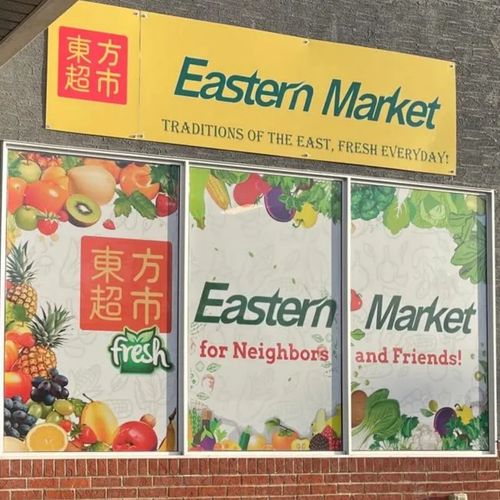 東方
超市
Eastern Market
TRADITIONS OF THE EAST, FRESH EVERYDAY!
東方
超市
fresh
Eastern Market
for Neighbors and Friends!